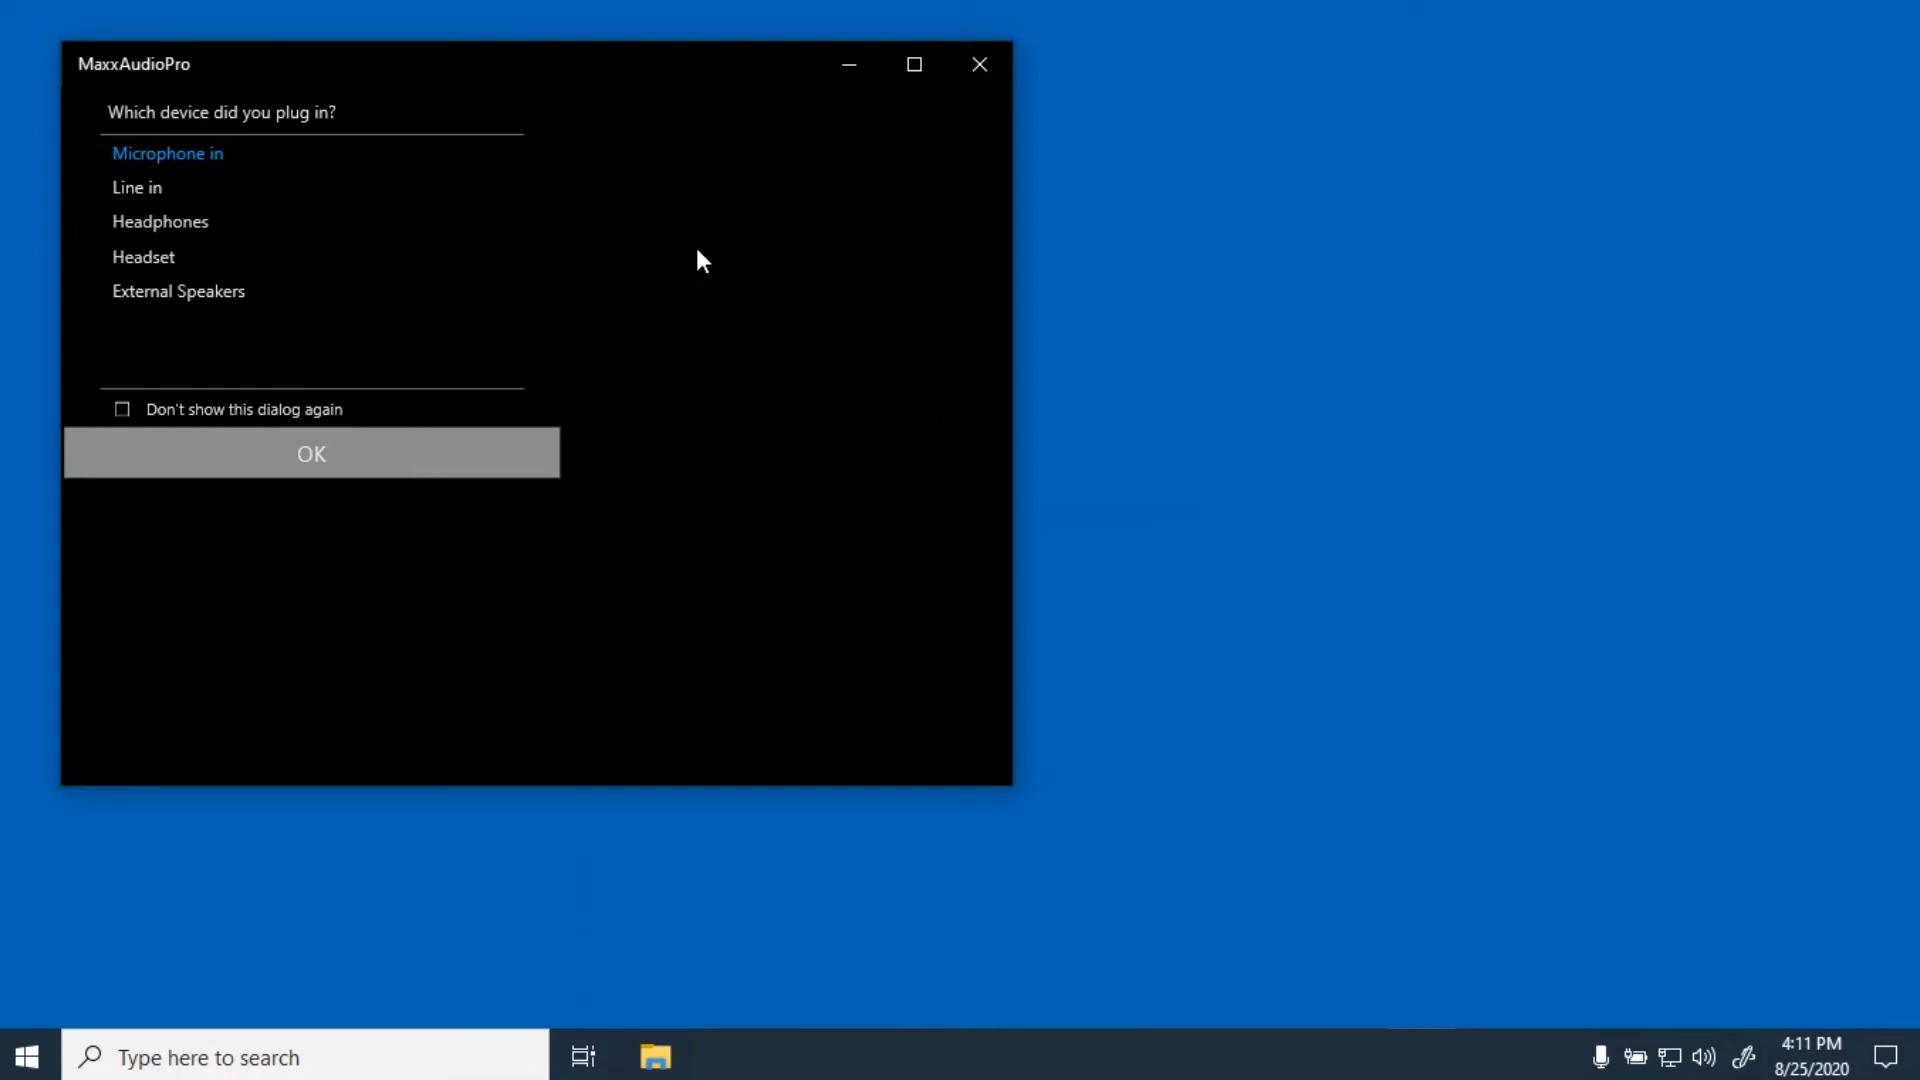 MaxxAudioPro
Which device did you plug in?
Microphone in
Line in
Headphones
Headset
External Speakers
Don't show this dialog again
OK
Type here to search
4:11 PM
8/25/2020